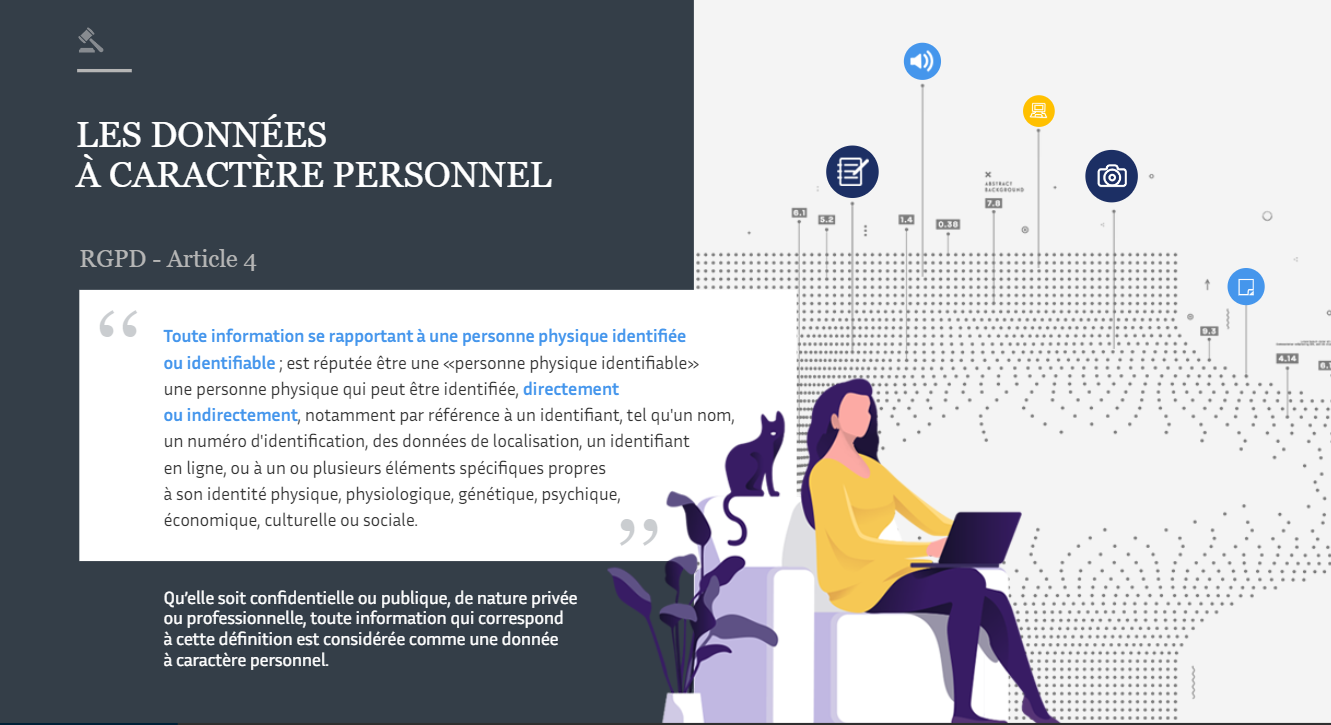 LES DONNÉES
À CARACTÈRE PERSONNEL
RGPD - Article 4
“
Toute information se rapportant à une personne physique identifiée
ou identifiable ; est réputée être une «personne physique identifiable»
une personne physique qui peut être identifiée, directement
ou indirectement, notamment par référence à un identifiant, tel qu'un nom,
un numéro d'identification, des données de localisation, un identifiant
en ligne, ou à un ou plusieurs éléments spécifiques propres
à son identité physique, physiologique, génétique, psychique,
économique, culturelle ou sociale.
”
Qu’elle soit confidentielle ou publique, de nature privée
ou professionnelle, toute information qui correspond
à cette définition est considérée comme une donnée
à caractère personnel.
ABSTRACT
BACKGROUND
7.8
6.1
5.2
1.4
0.38
9.3
4.14